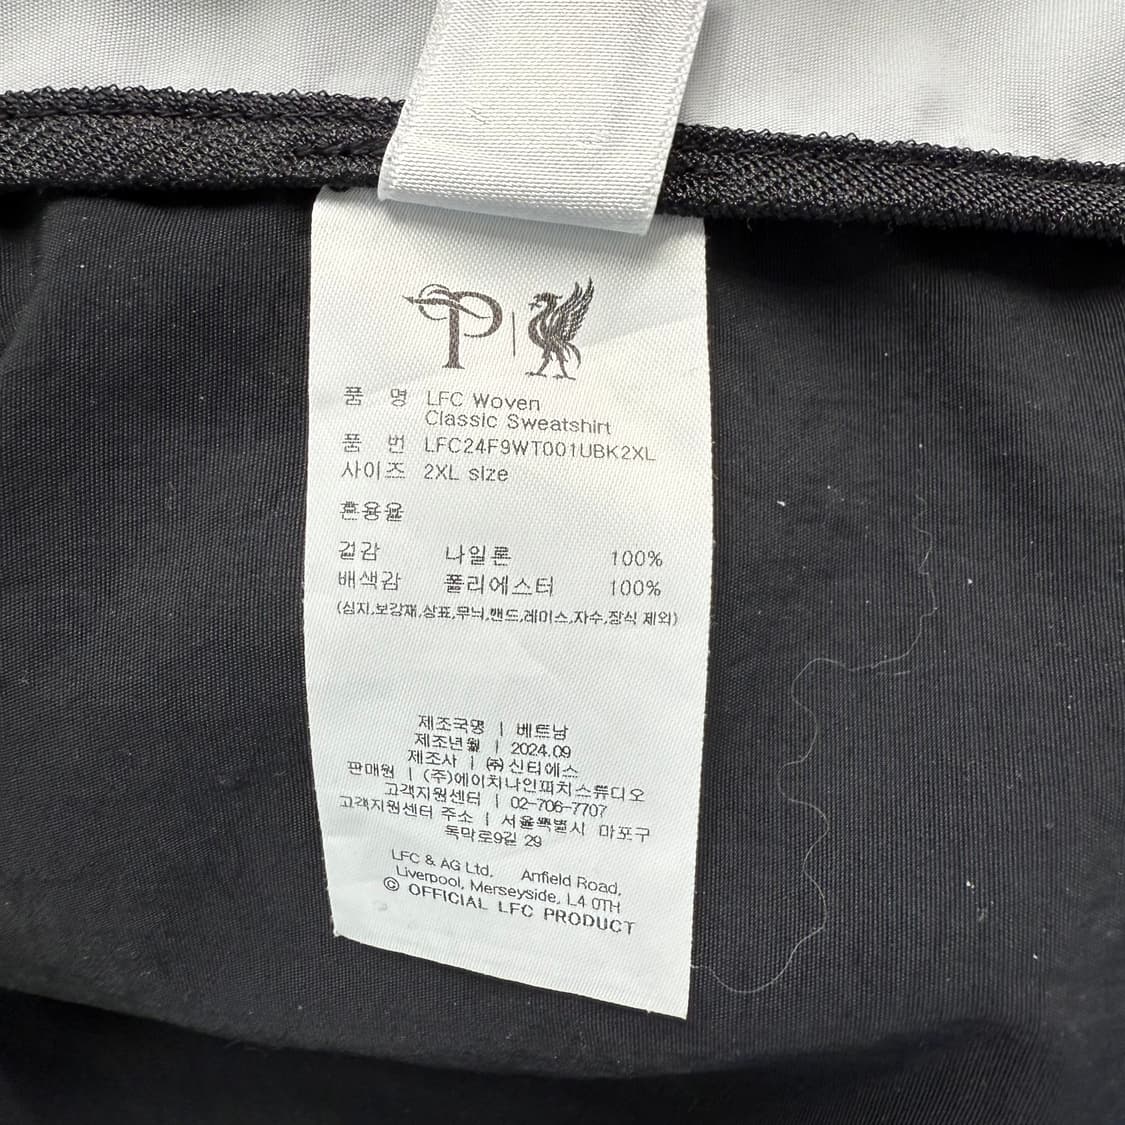 P
품 명 LFC Woven
Classic Sweatshirt
품 번 LFC24F9WT001UBK2XL
사이즈 2XL size
혼용율
겉감 나일론 100%
배색감 폴리에스터 100%
(심지,보강재,상표,무늬,밴드,레이스,자수,장식 제외)
제조국명 | 베트남
제조년월 | 2024.09
제조사 | ㈜신티에스
판매원 | (주)에이치나인피치스튜디오
고객지원센터 | 02-706-7707
고객지원센터 주소 | 서울특별시 마포구
독막로9길 29
LFC & AG Ltd, Anfield Road,
Liverpool, Merseyside, L4 0TH
© OFFICIAL LFC PRODUCT